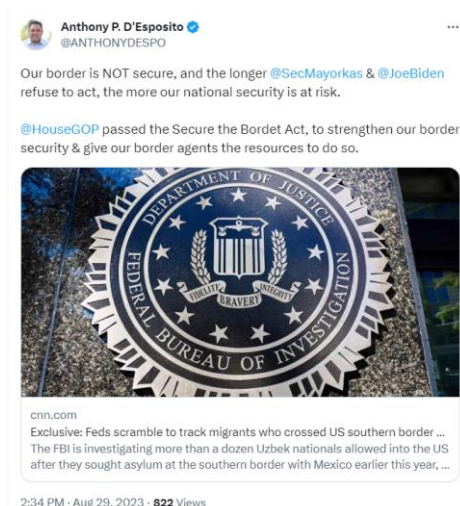 Anthony P. D'Esposito
@ANTHONYDESPO
Our border is NOT secure, and the longer @SecMayorkas & @JoeBiden
refuse to act, the more our national security is at risk.
@HouseGOP passed the Secure the Bordet Act, to strengthen our border
security & give our border agents the resources to do so.
DEPARTMENT OF JUSTICE
FIDELITY BRAVERY INTEGRITY
FEDERAL BUREAU OF INVESTIGATION
cnn.com
Exclusive: Feds scramble to track migrants who crossed US southern border ...
The FBI is investigating more than a dozen Uzbek nationals allowed into the US
after they sought asylum at the southern border with Mexico earlier this year, ...
2:34 PM · Aug 29, 2023 · 822 Views